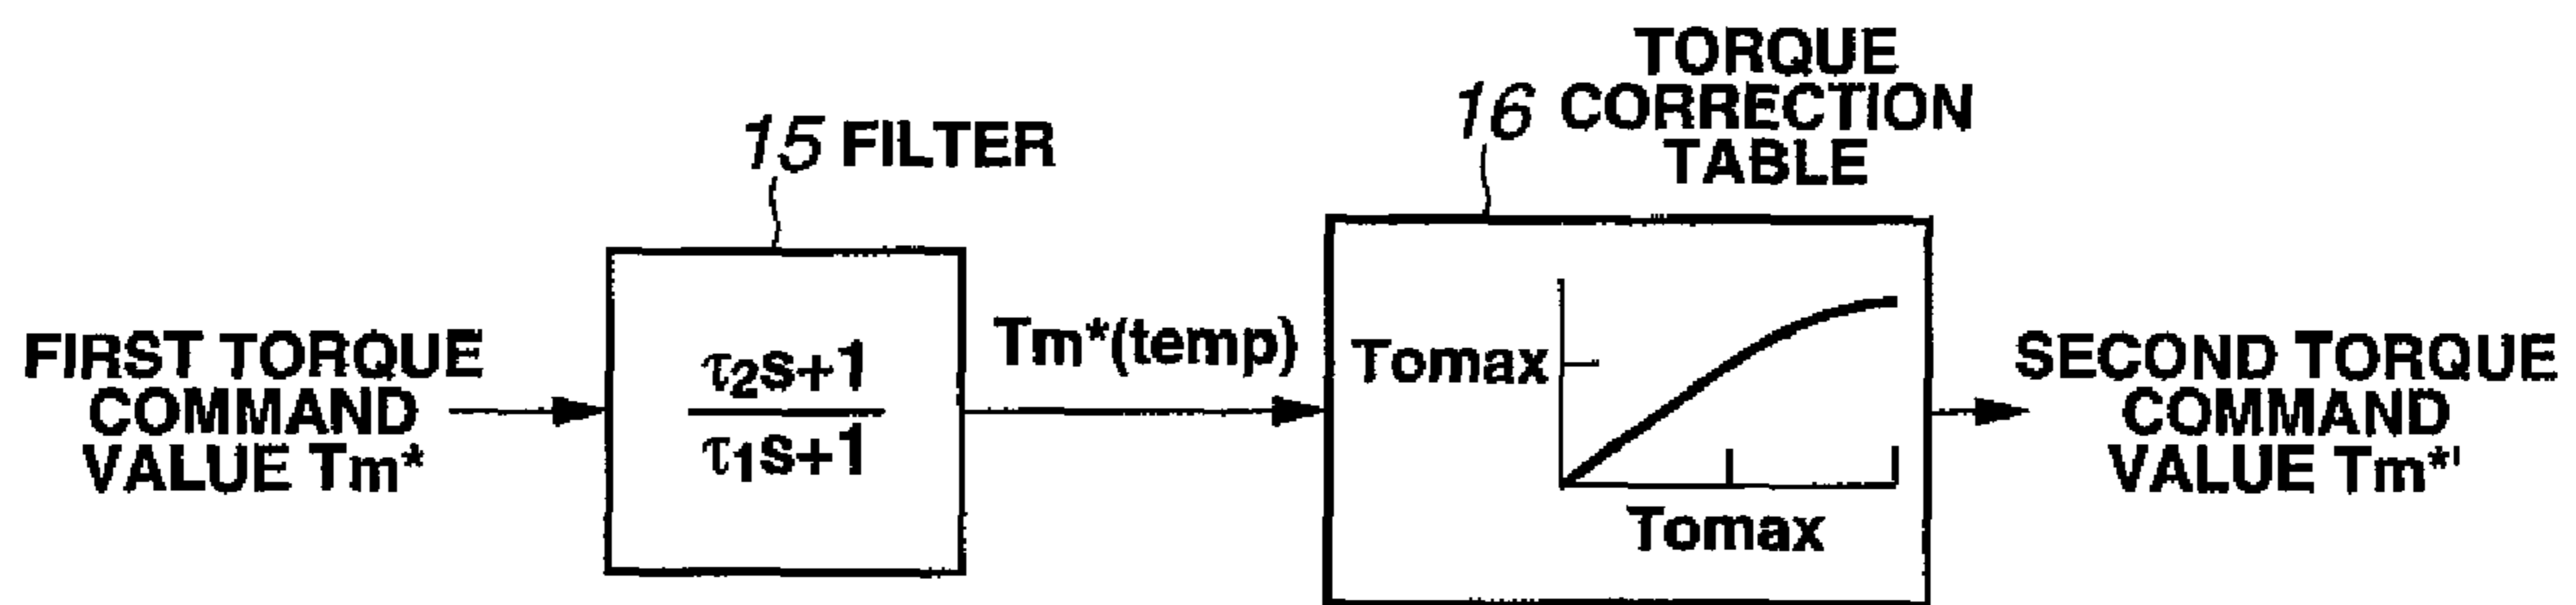 15 FILTER
16 TORQUE
CORRECTION
TABLE
FIRST TORQUE
COMMAND
VALUE Tm*
τ2s+1
τ1s+1
Tm*(temp)
Tomax
Tomax
SECOND TORQUE
COMMAND
VALUE Tm*'